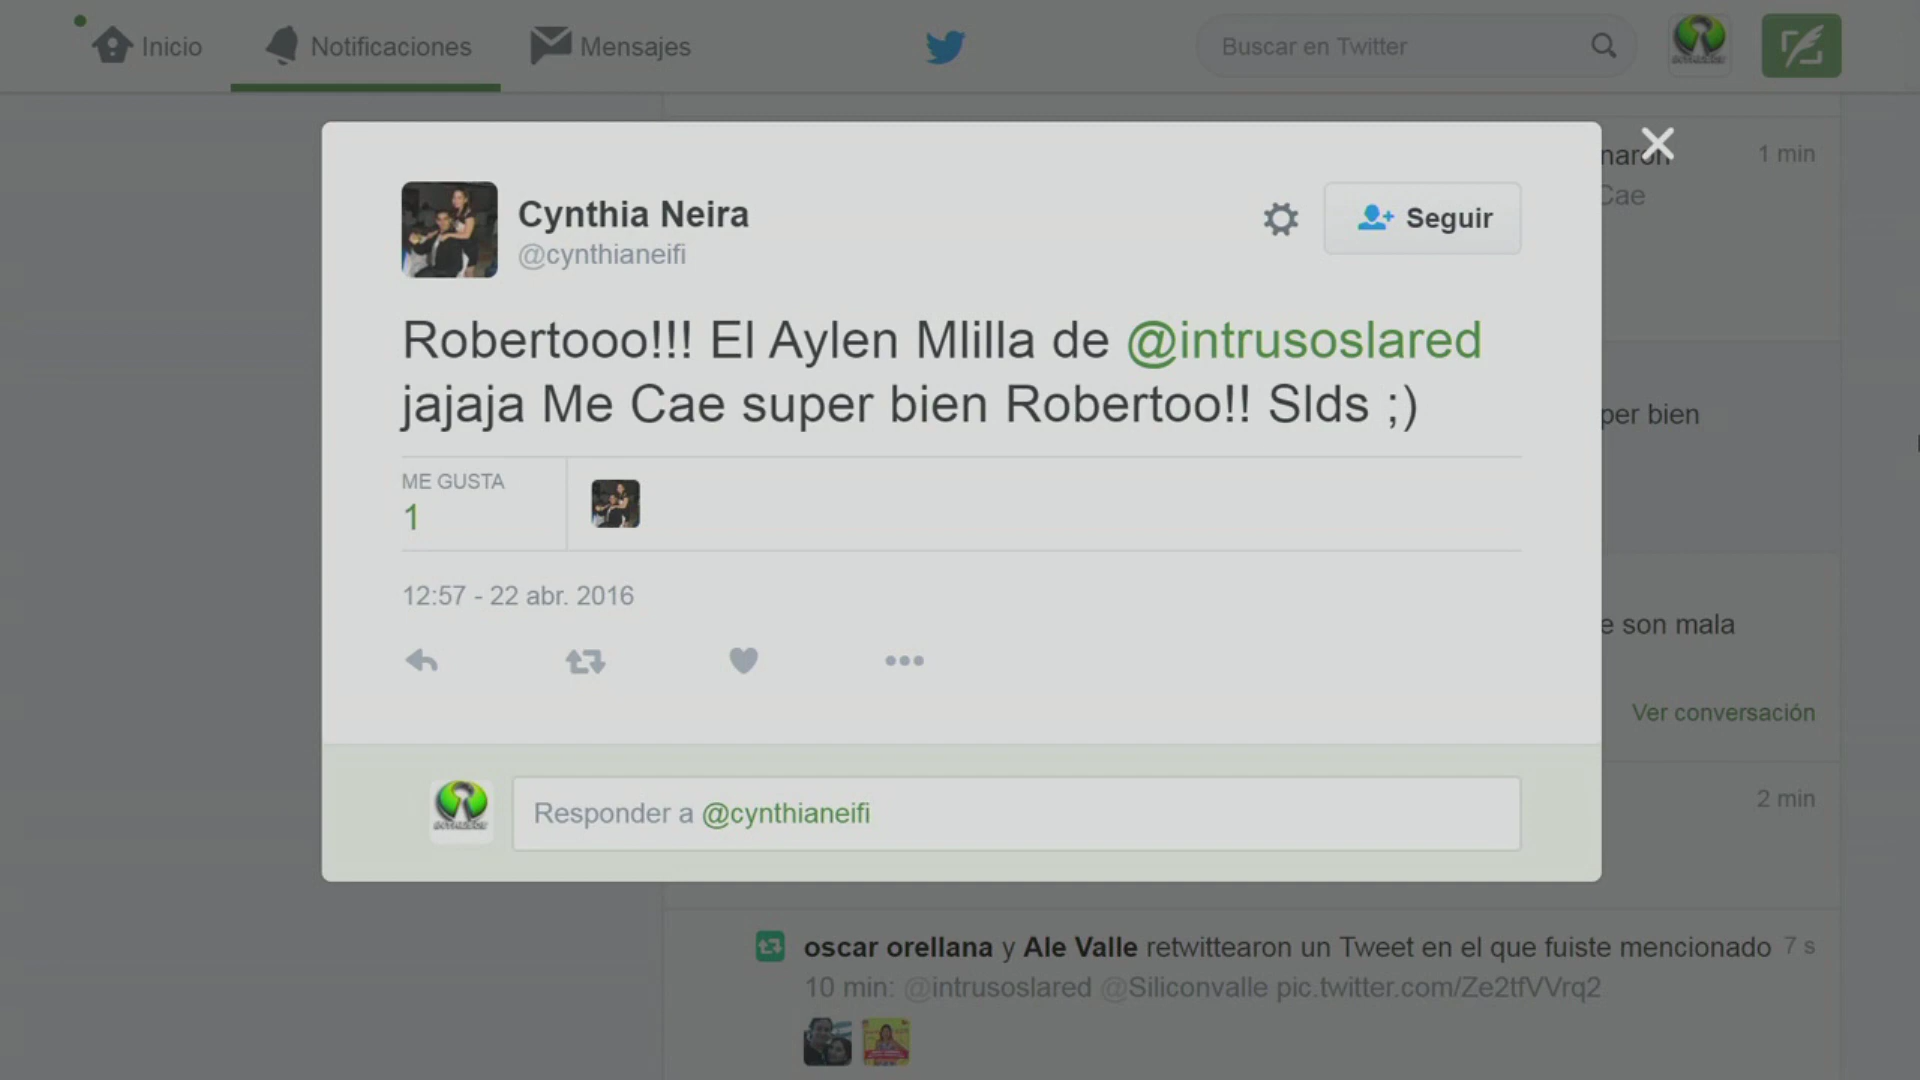 Inicio
Notificaciones
Mensajes
Buscar en Twitter
1 min
Cae
Cynthia Neira
@cynthianeifi
Seguir
Robertooo!!! El Aylen Mlilla de @intrusoslared
jajaja Me Cae super bien Robertoo!! Slds ;)
per bien
ME GUSTA
1
12:57 - 22 abr. 2016
e son mala
Ver conversación
Responder a @cynthianeifi
2 min
oscar orellana y Ale Valle retwittearon un Tweet en el que fuiste mencionado 7 s
10 min: @intrusoslared @Siliconvalle pic.twitter.com/Ze2tfVVrq2